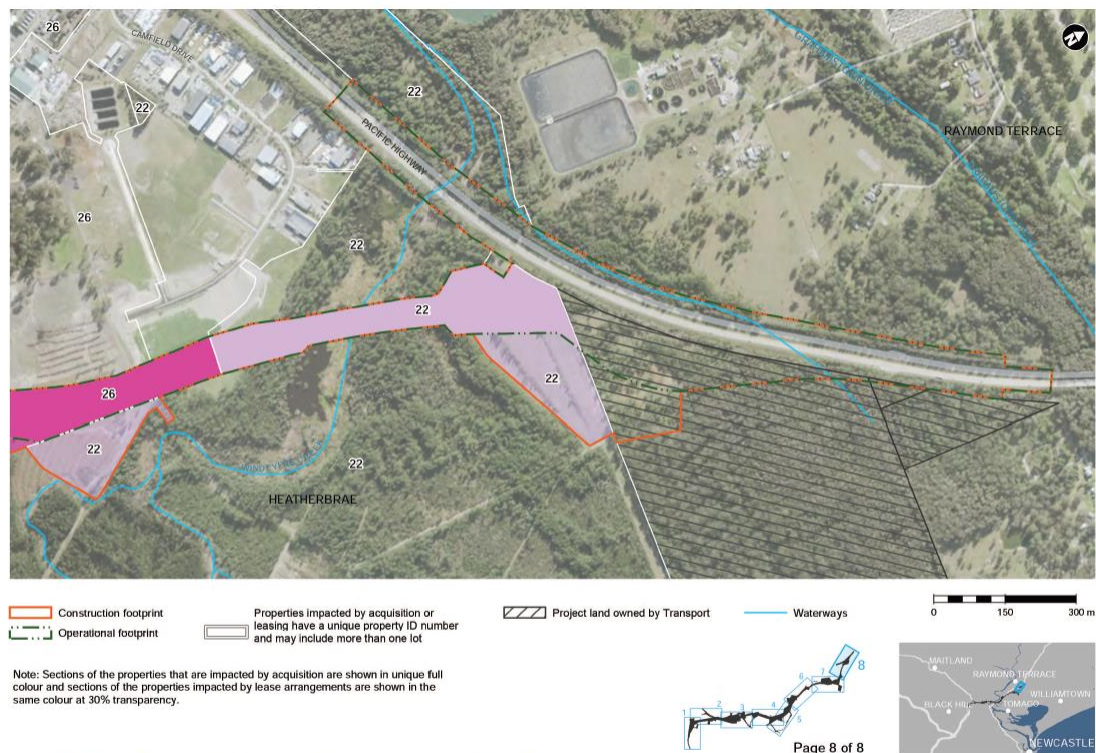 26
CAMFIELD DRIVE
22
22
PACIFIC HIGHWAY
RAYMOND TERRACE
26
22
22
22
26
22
22
WINDEYERS CREEK
HEATHERBRAE
Construction footprint
Operational footprint
Properties impacted by acquisition or
leasing have a unique property ID number
and may include more than one lot
Project land owned by Transport
Waterways
0 150 300 m
Note: Sections of the properties that are impacted by acquisition are shown in unique full
colour and sections of the properties impacted by lease arrangements are shown in the
same colour at 30% transparency.
1 2 3 4 5 6 7 8
Page 8 of 8
MAITLAND
RAYMOND TERRACE
WILLIAMTOWN
BLACK HILL
TOMAGO
NEWCASTLE